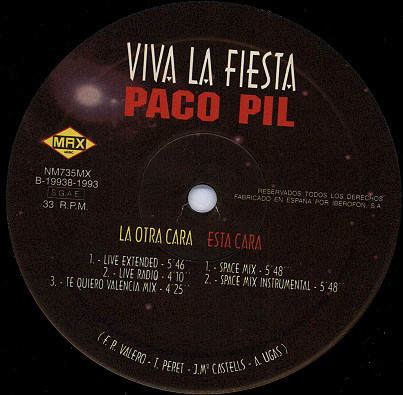 VIVA LA FIESTA
PACO PIL
MAX
NM735MX
B-19938-1993
S.G.A.E.
33 R.P.M.
RESERVADOS TODOS LOS DERECHOS
FABRICADO EN ESPAÑA POR IBEROFON, S.A.
LA OTRA CARA
1. - LIVE EXTENDED - 5'46
2. - LIVE RADIO - 4'10''
3. - TE QUIERO VALENCIA MIX - 4'25
ESTA CARA
1. - SPACE MIX - 5'48
2. - SPACE MIX INSTRUMENTAL - 5'48''
( F. P. VALERO - T. PERET - J.Mº CASTELLS - A. UGAS )